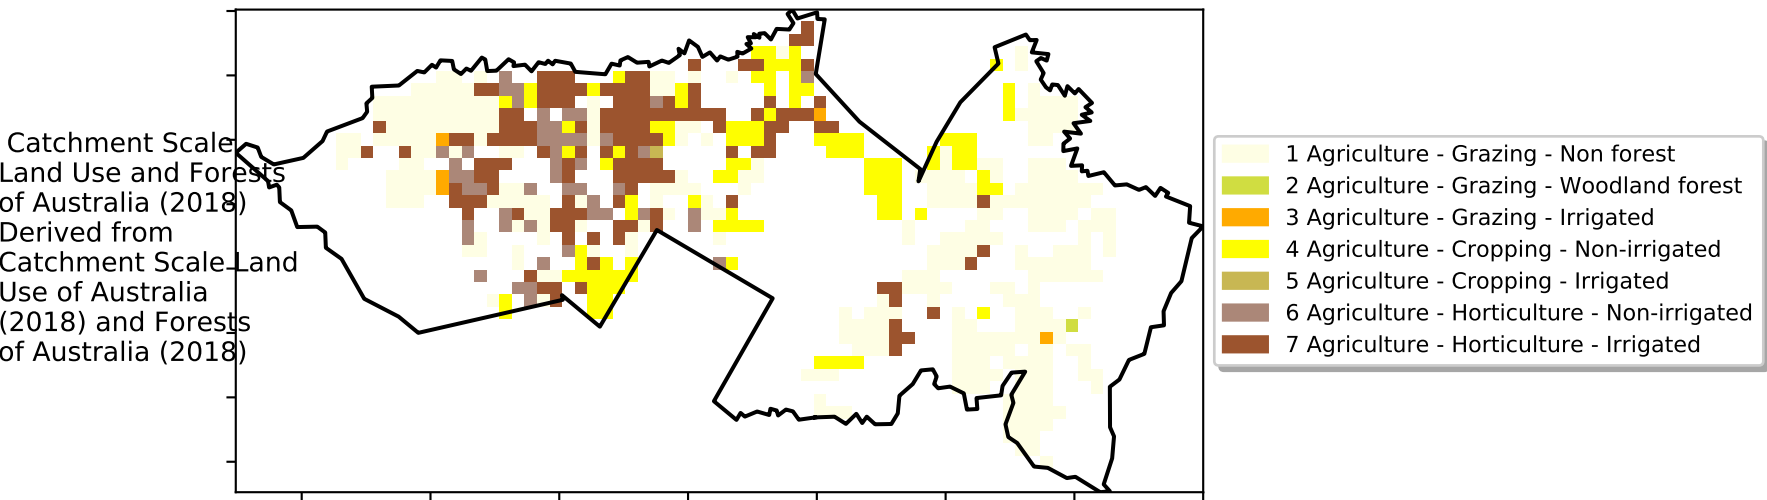 Catchment Scale
Land Use and Forests
of Australia (2018)
Derived from
Catchment Scale Land
Use of Australia
(2018) and Forests
of Australia (2018)
1 Agriculture - Grazing - Non forest
2 Agriculture - Grazing - Woodland forest
3 Agriculture - Grazing - Irrigated
4 Agriculture - Cropping - Non-irrigated
5 Agriculture - Cropping - Irrigated
6 Agriculture - Horticulture - Non-irrigated
7 Agriculture - Horticulture - Irrigated